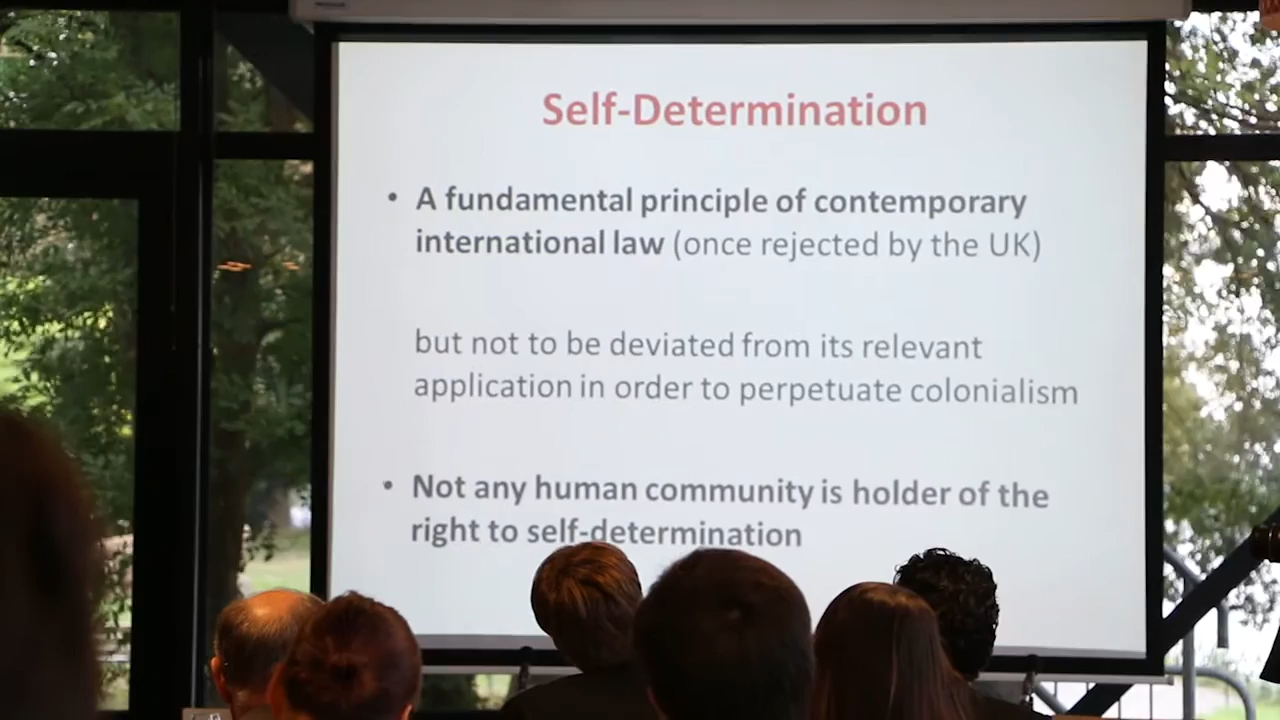 Self-Determination
• A fundamental principle of contemporary
international law (once rejected by the UK)
but not to be deviated from its relevant
application in order to perpetuate colonialism
• Not any human community is holder of the
right to self-determination